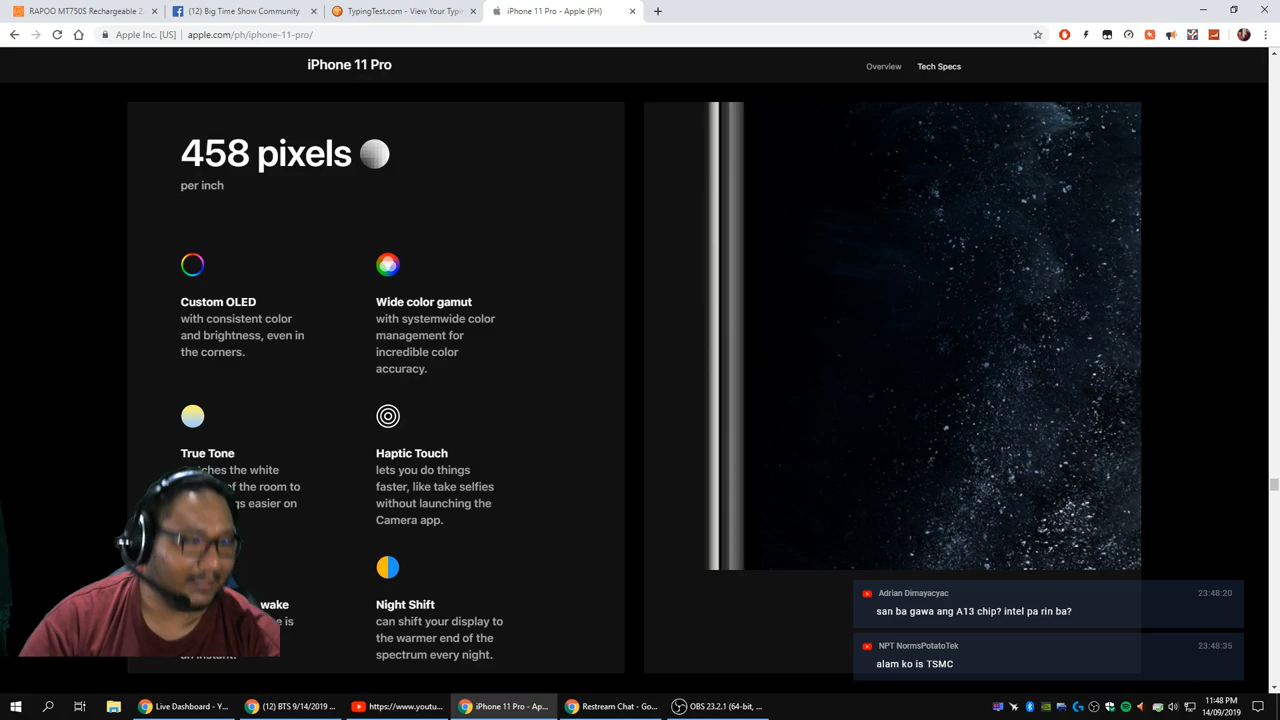 RAPOO MT750S Rechargeable 2
(12) Big Time Show Community
TypingTest.com - View Your Type
iPhone 11 Pro - Apple (PH)
Apple Inc. [US] | apple.com/ph/iphone-11-pro/
iPhone 11 Pro
Overview
Tech Specs
458 pixels
per inch
Custom OLED
with consistent color
and brightness, even in
the corners.
Wide color gamut
with systemwide color
management for
incredible color
accuracy.
True Tone
the white
of the room to
easier on
Haptic Touch
lets you do things
faster, like take selfies
without launching the
Camera app.
wake
is
an instant.
Night Shift
can shift your display to
the warmer end of the
spectrum every night.
Adrian Dimayacyac 23:48:20
san ba gawa ang A13 chip? intel pa rin ba?
NPT NormsPotatoTek 23:48:35
alam ko is TSMC
Live Dashboard - Y...
(12) BTS 9/14/2019 ...
https://www.youtu...
iPhone 11 Pro - Ap...
Restream Chat - Go...
OBS 23.2.1 (64-bit, ...
11:48 PM
14/09/2019